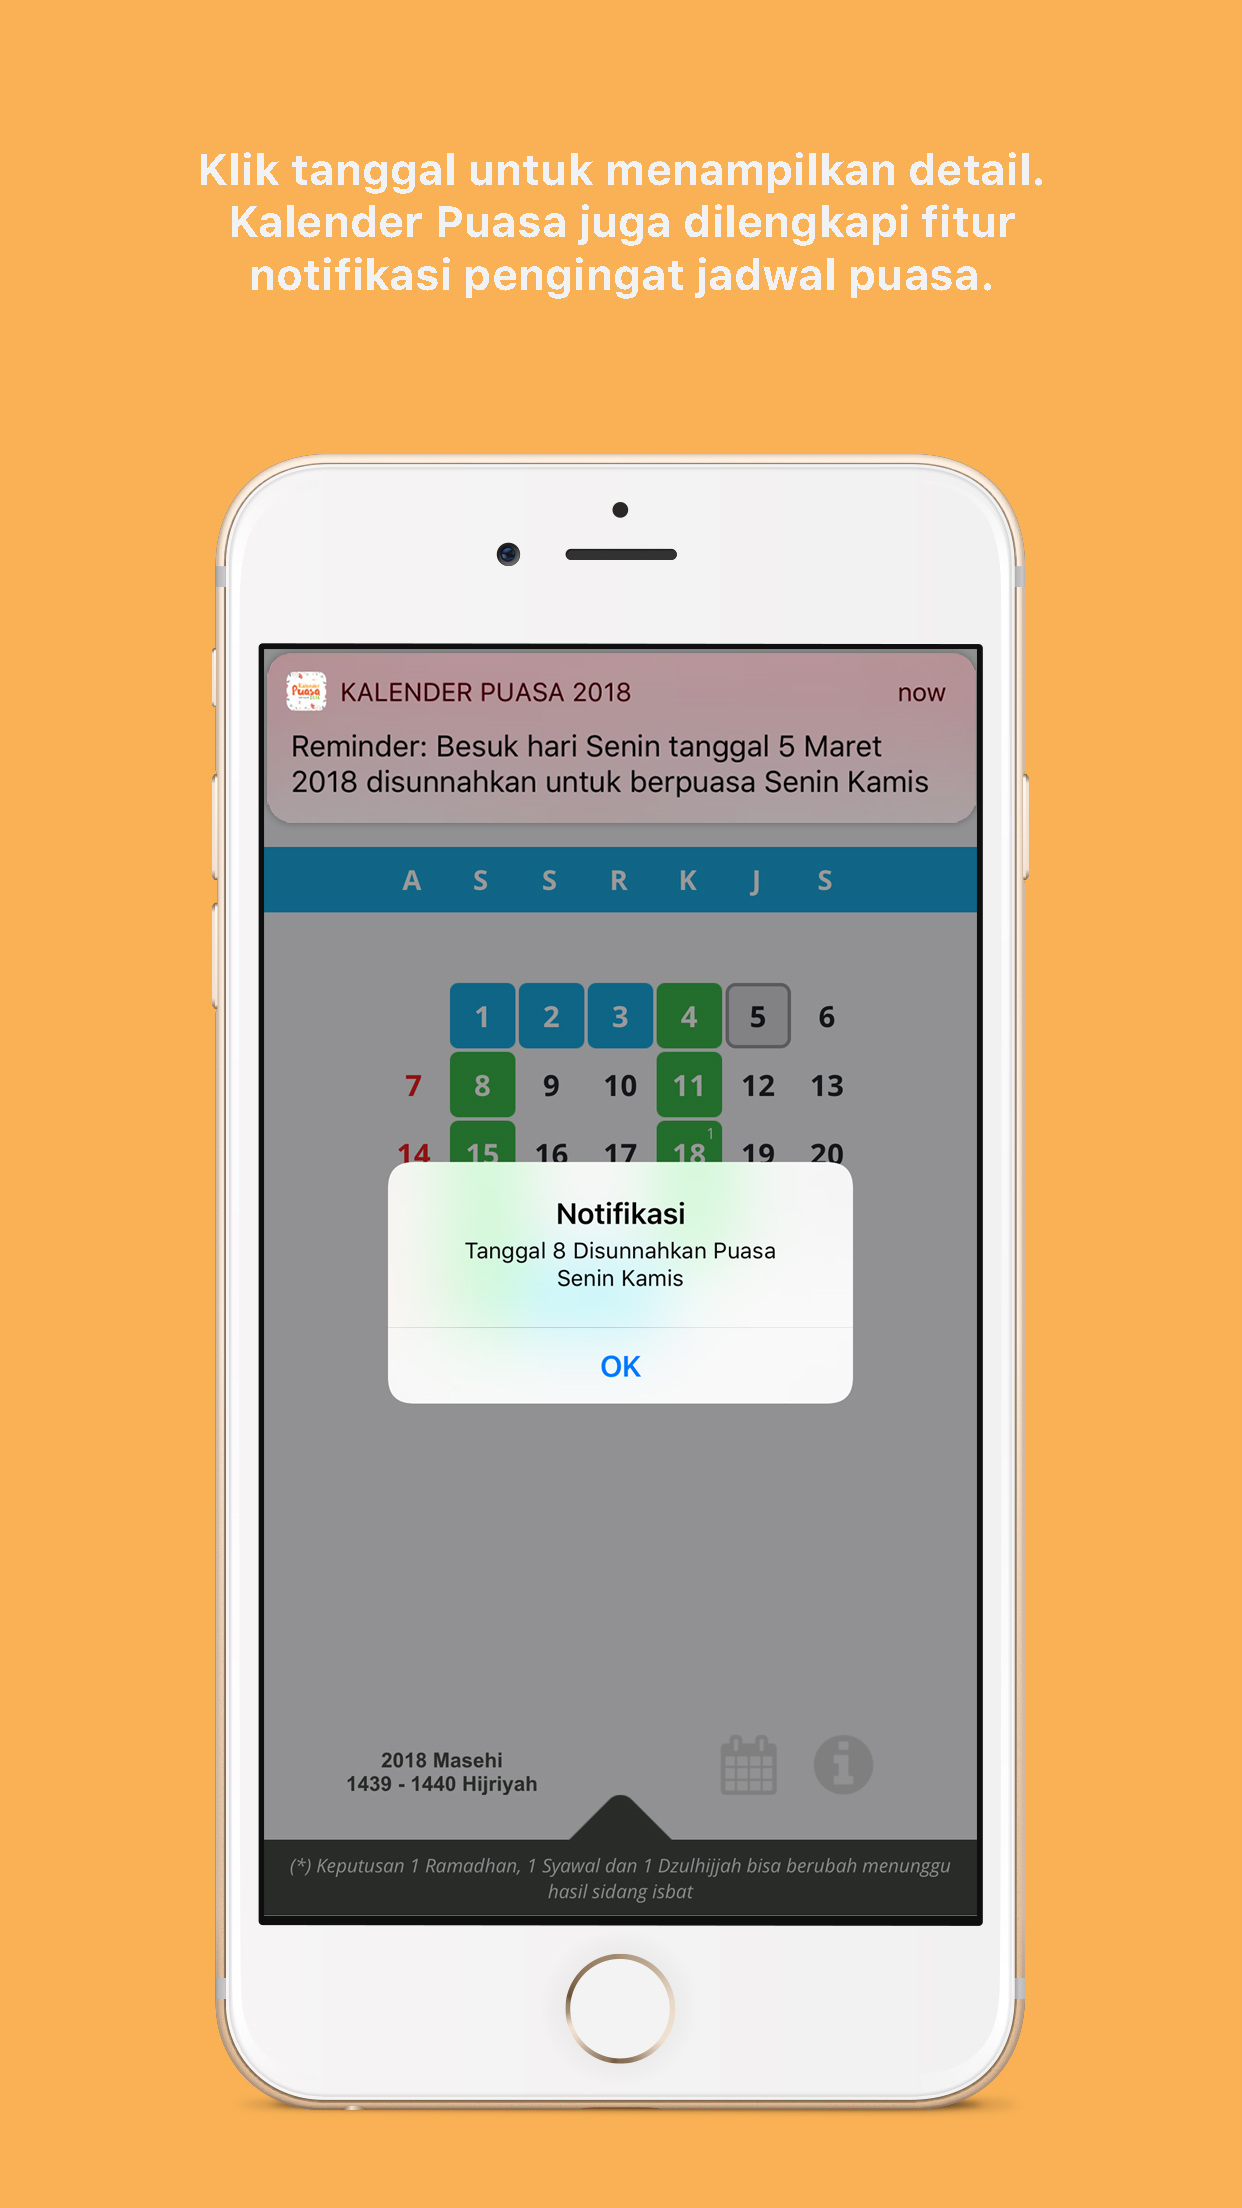 Klik tanggal untuk menampilkan detail.
Kalender Puasa juga dilengkapi fitur
notifikasi pengingat jadwal puasa.
Kalender
Puasa
KALENDER PUASA 2018 now
Reminder: Besuk hari Senin tanggal 5 Maret
2018 disunnahkan untuk berpuasa Senin Kamis
A S S R K J S
1 2 3 4 5 6
7 8 9 10 11 12 13
14 15 16 17 18 1 19 20
Notifikasi
Tanggal 8 Disunnahkan Puasa
Senin Kamis
OK
2018 Masehi
1439 - 1440 Hijriyah
(*) Keputusan 1 Ramadhan, 1 Syawal dan 1 Dzulhijjah bisa berubah menunggu
hasil sidang isbat